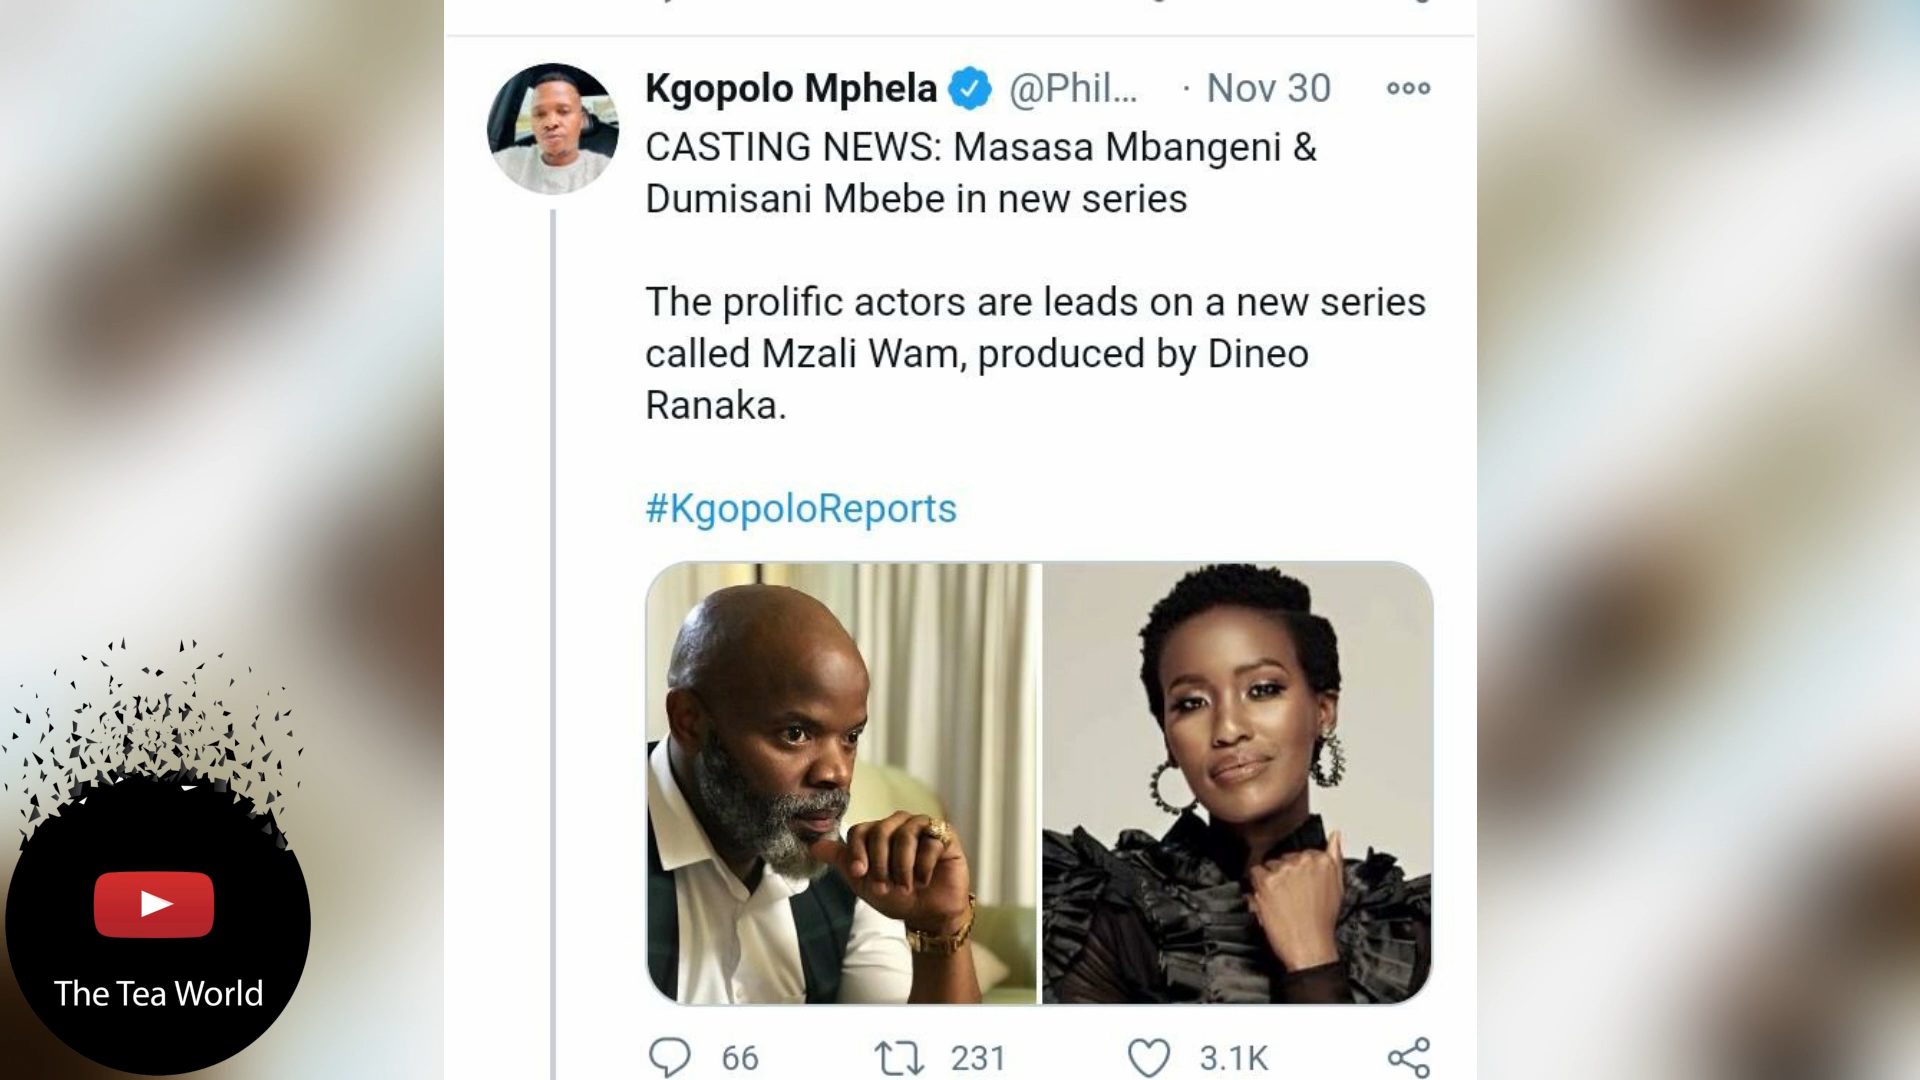 Kgopolo Mphela @Phil... · Nov 30
CASTING NEWS: Masasa Mbangeni &
Dumisani Mbebe in new series
The prolific actors are leads on a new series
called Mzali Wam, produced by Dineo
Ranaka.
#KgopoloReports
66 231 3.1K
The Tea World